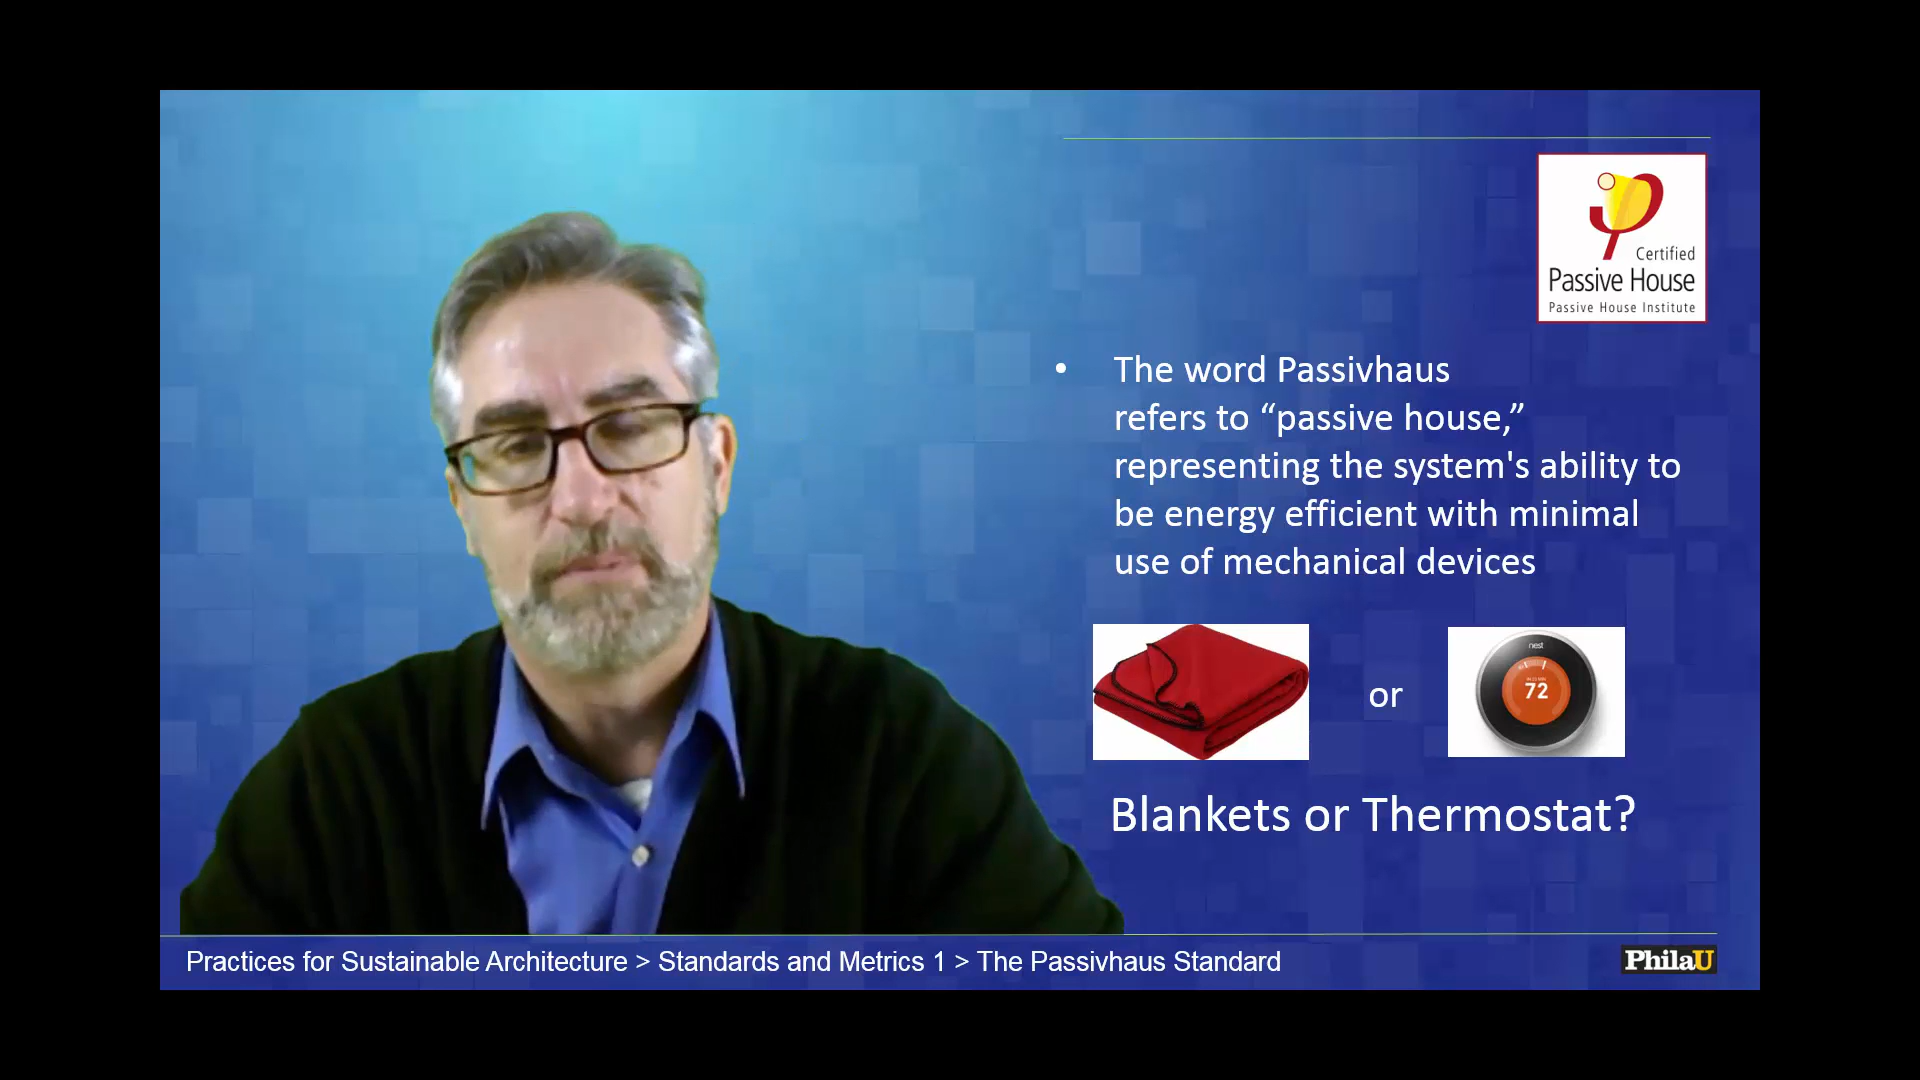 Certified
Passive House
Passive House Institute
• The word Passivhaus
refers to “passive house,”
representing the system's ability to
be energy efficient with minimal
use of mechanical devices
or
nest
72
Blankets or Thermostat?
Practices for Sustainable Architecture > Standards and Metrics 1 > The Passivhaus Standard
PhilaU